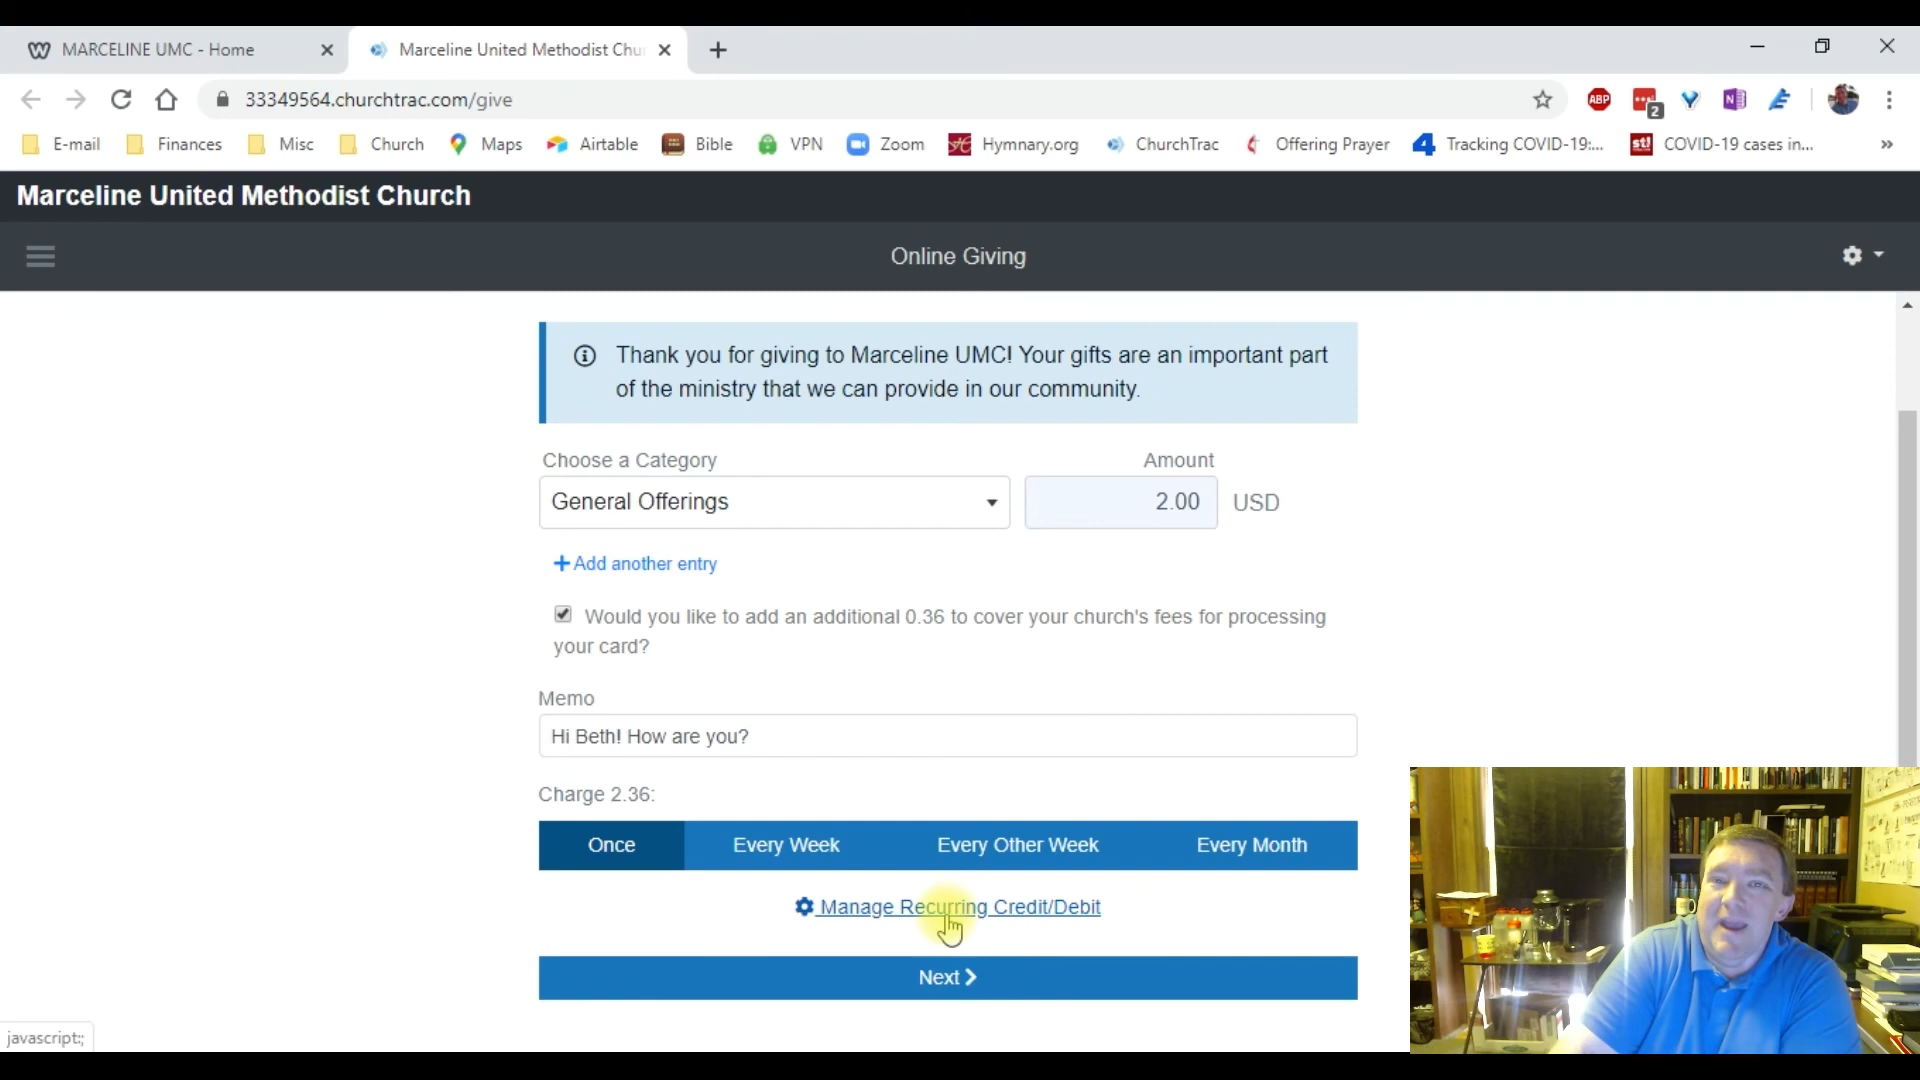 MARCELINE UMC - Home
Marceline United Methodist Chu
33349564.churchtrac.com/give
ABP
2
N
E-mail
Finances
Misc
Church
Maps
Airtable
Bible
VPN
Zoom
Hymnary.org
ChurchTrac
Offering Prayer
4
Tracking COVID-19:...
st!
COVID-19 cases in...
»
Marceline United Methodist Church
Online Giving
Thank you for giving to Marceline UMC! Your gifts are an important part
of the ministry that we can provide in our community.
Choose a Category
Amount
General Offerings
2.00
USD
+Add another entry
Would you like to add an additional 0.36 to cover your church's fees for processing
your card?
Memo
Hi Beth! How are you?
Charge 2.36:
Once
Every Week
Every Other Week
Every Month
Manage Recurring Credit/Debit
Next
javascript:;